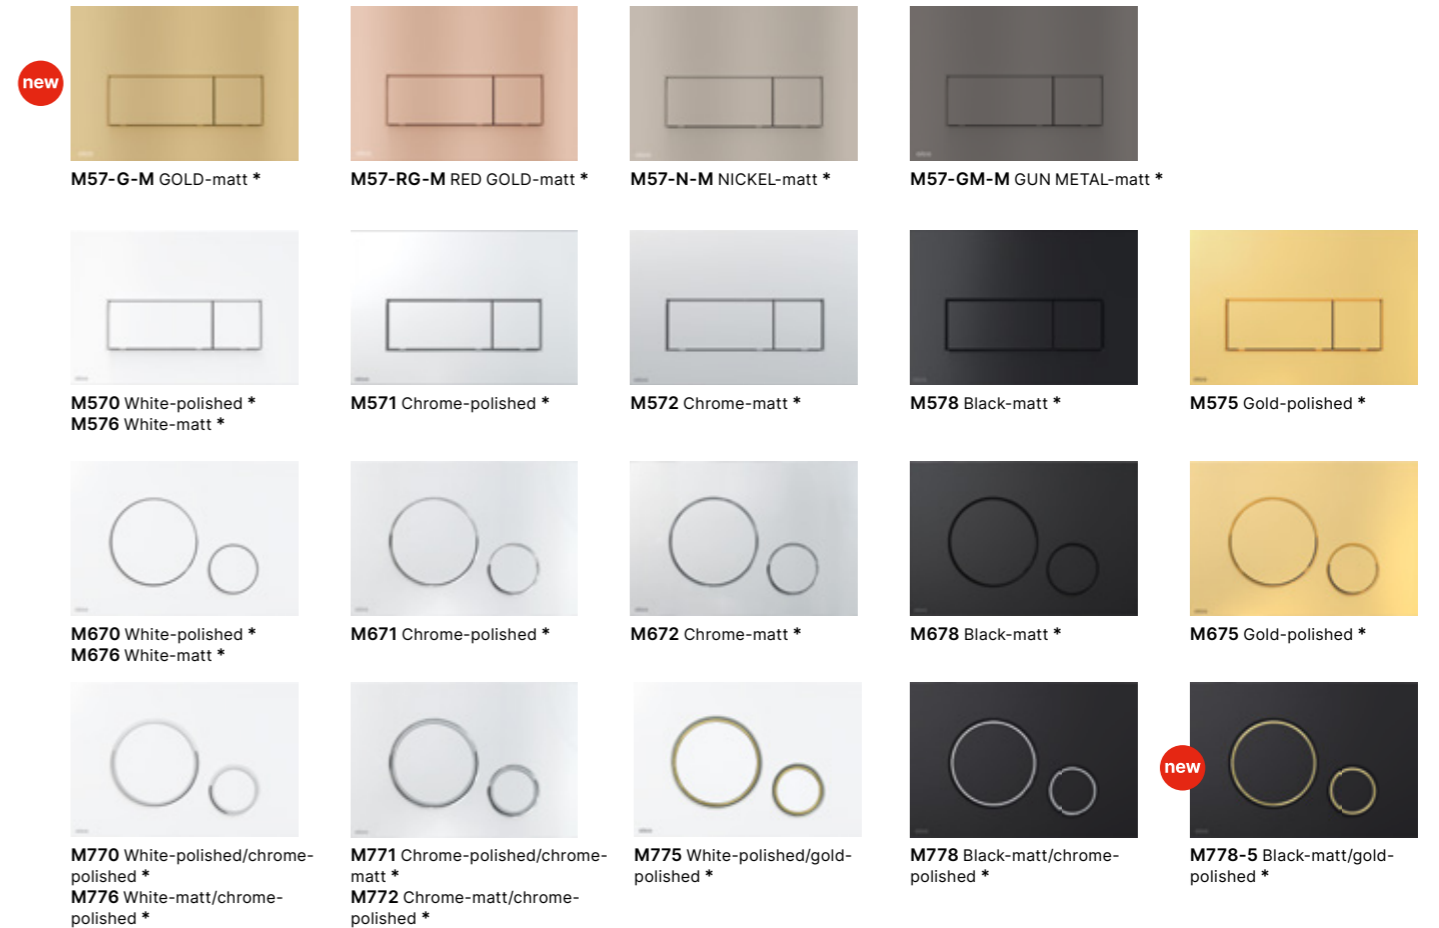 new
M57-G-M GOLD-matt *
M57-RG-M RED GOLD-matt *
M57-N-M NICKEL-matt *
M57-GM-M GUN METAL-matt *
M570 White-polished *
M576 White-matt *
M571 Chrome-polished *
M572 Chrome-matt *
M578 Black-matt *
M575 Gold-polished *
M670 White-polished *
M676 White-matt *
M671 Chrome-polished *
M672 Chrome-matt *
M678 Black-matt *
M675 Gold-polished *
M770 White-polished/chrome-
polished *
M776 White-matt/chrome-
polished *
M771 Chrome-polished/chrome-
matt *
M772 Chrome-matt/chrome-
polished *
M775 White-polished/gold-
polished *
M778 Black-matt/chrome-
polished *
new
M778-5 Black-matt/gold-
polished *